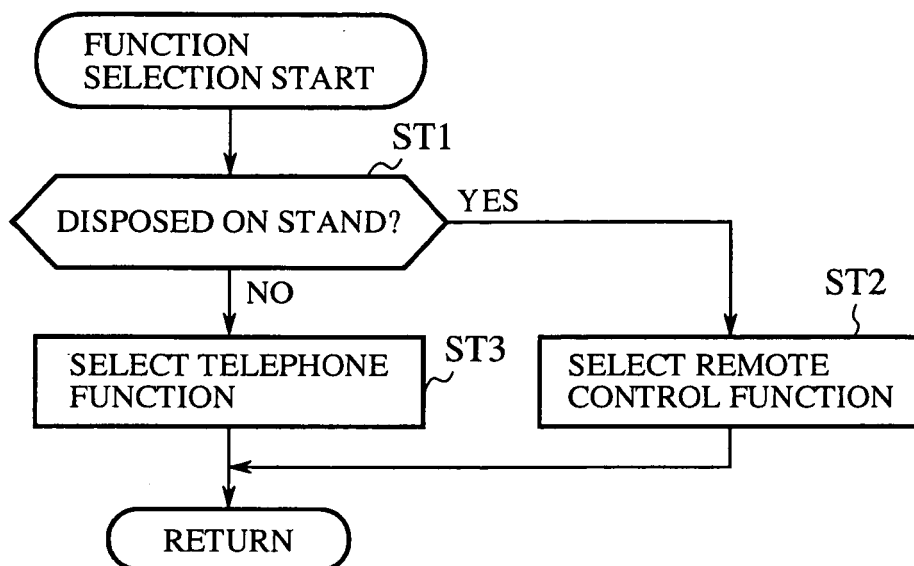 FUNCTION
SELECTION START
ST1
DISPOSED ON STAND?
YES
NO
ST2
SELECT TELEPHONE
FUNCTION
ST3
SELECT REMOTE
CONTROL FUNCTION
RETURN